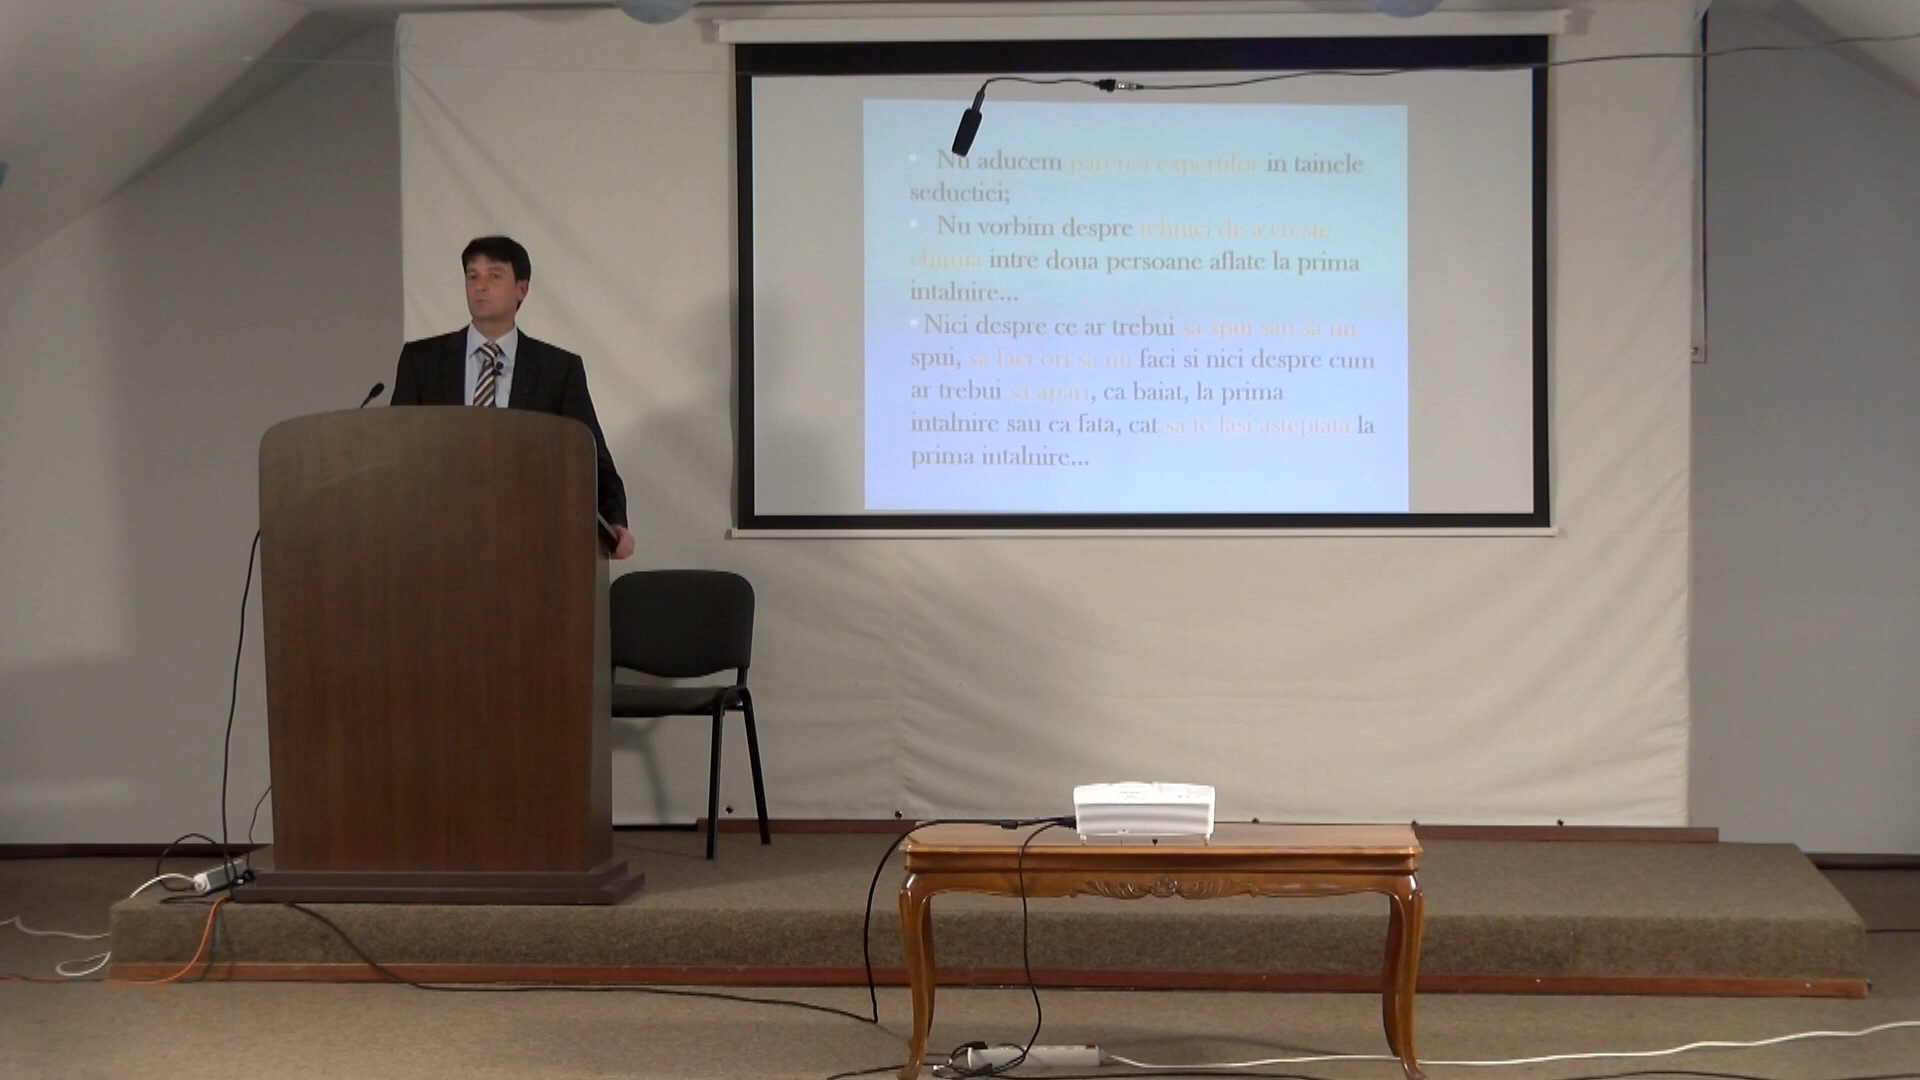 • Nu aducem parerea expertilor in tainele
seductiei;
• Nu vorbim despre tehnici de a creste
chimia intre doua persoane aflate la prima
intalnire...
• Nici despre ce ar trebui sa spui sau sa nu
spui, sa faci ori sa nu faci si nici despre cum
ar trebui sa apari, ca baiat, la prima
intalnire sau ca fata, cat sa te lasi asteptata la
prima intalnire...